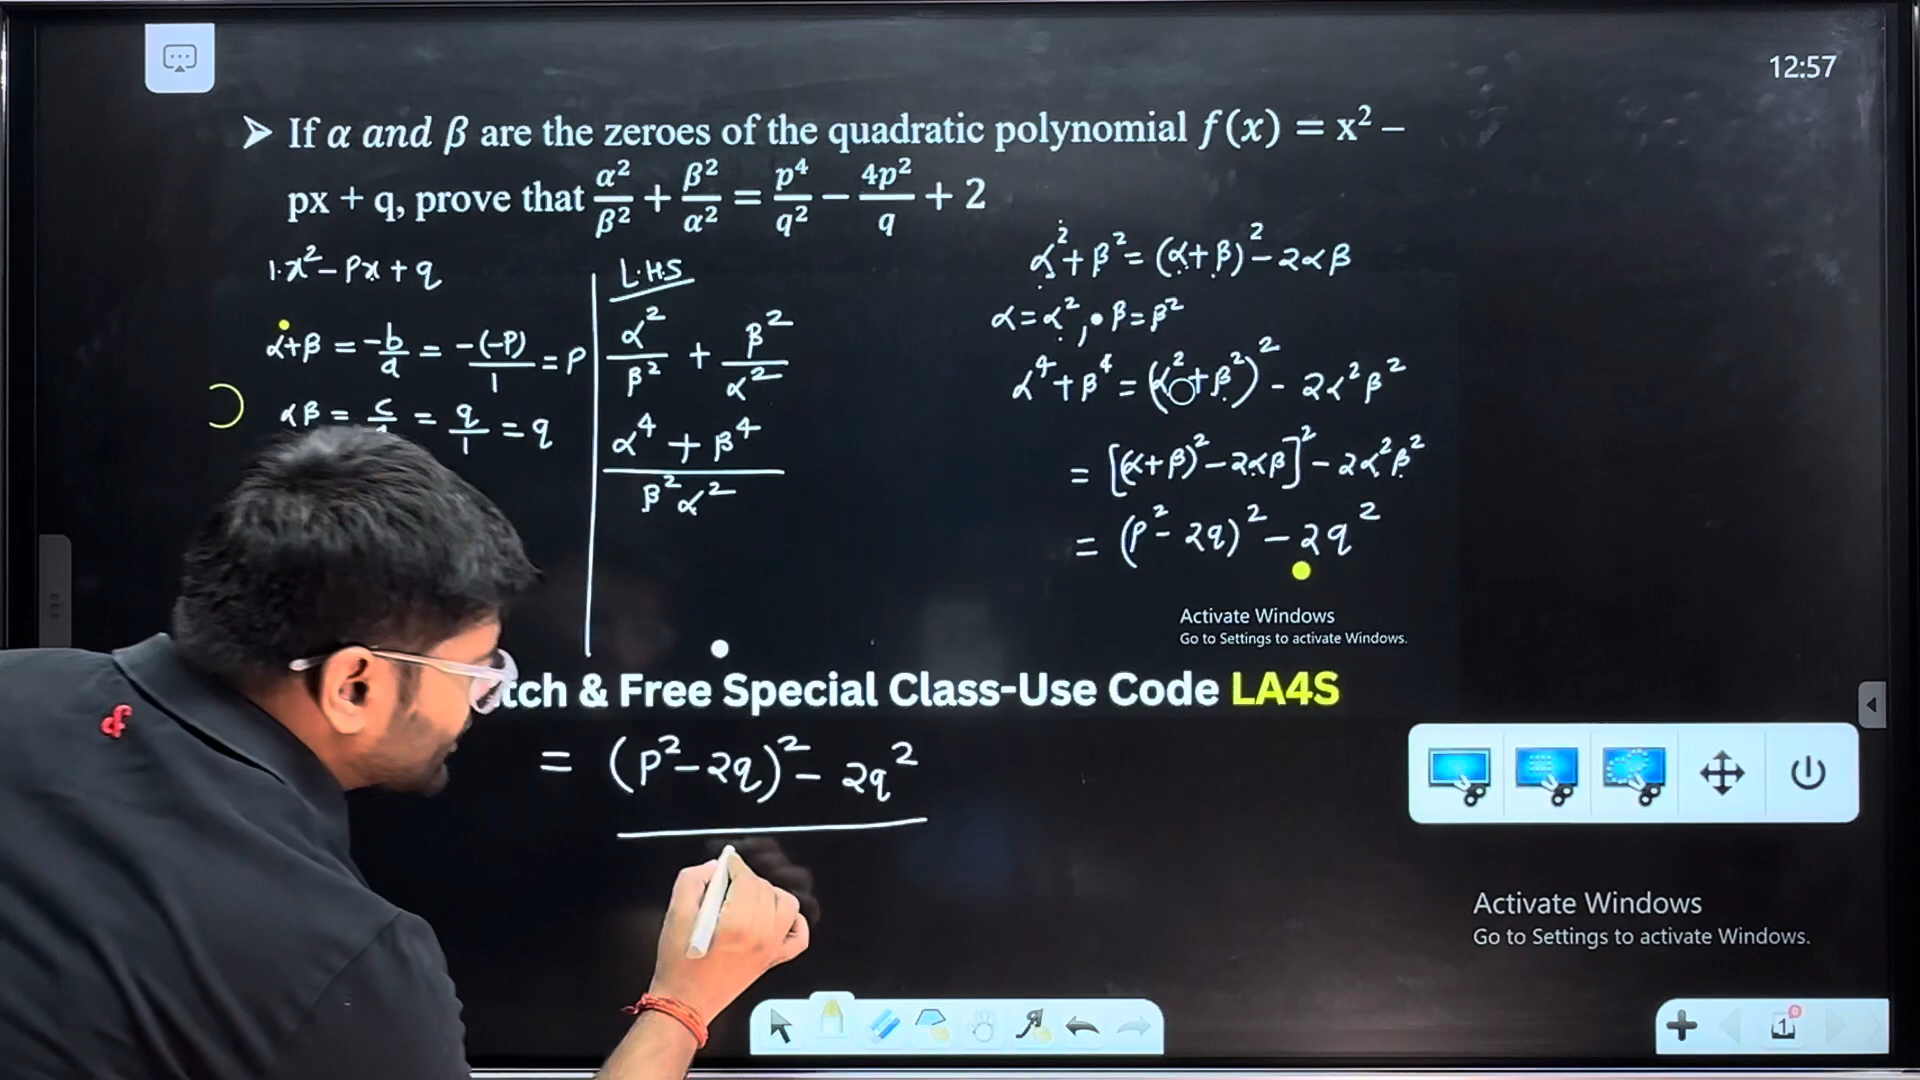 12:57
➤ If α and β are the zeroes of the quadratic polynomial f(x) = x² −
px + q, prove that α²/β² + β²/α² = p⁴/q² − 4p²/q + 2
1·x² − px + q
α+β = −b/a = −(−p)/1 = p
αβ = c/ = q/1 = q
L.H.S
α²/β² + β²/α²
α⁴ + β⁴ / β²α²
α² + β² = (α+β)² − 2αβ
α = α², β = β²
α⁴ + β⁴ = (α² + β²)² − 2α²β²
= [(α+β)² − 2αβ]² − 2α²β²
= (p² − 2q)² − 2q²
Activate Windows
Go to Settings to activate Windows.
& Free Special Class-Use Code LA4S
= (p² − 2q)² − 2q²
Activate Windows
Go to Settings to activate Windows.
1